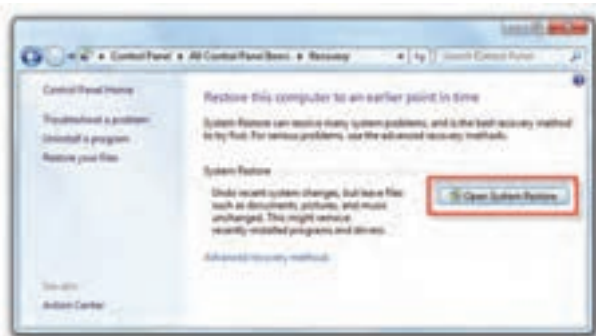 Control Panel ▸ All Control Panel Items ▸ Recovery
Search Control Panel
Control Panel Home
Troubleshoot a problem
Uninstall a program
Restore your files
See also
Action Center
Restore this computer to an earlier point in time
System Restore can resolve many system problems, and is the best recovery method
to try first. For serious problems, use the advanced recovery methods.
System Restore
Undo recent system changes, but leave files
such as documents, pictures, and music
unchanged. This might remove
recently-installed programs and drivers.
Open System Restore
Advanced recovery methods